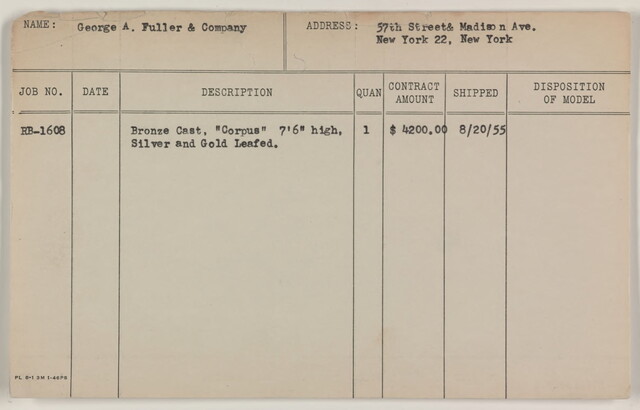 NAME: George A. Fuller & Company ADDRESS: 57th Street& Madison Ave.
New York 22, New York
JOB NO. DATE DESCRIPTION QUAN CONTRACT AMOUNT SHIPPED DISPOSITION OF MODEL
RB-1608 Bronze Cast, "Corpus" 7'6" high, 1 $ 4200.00 8/20/55
Silver and Gold Leafed.